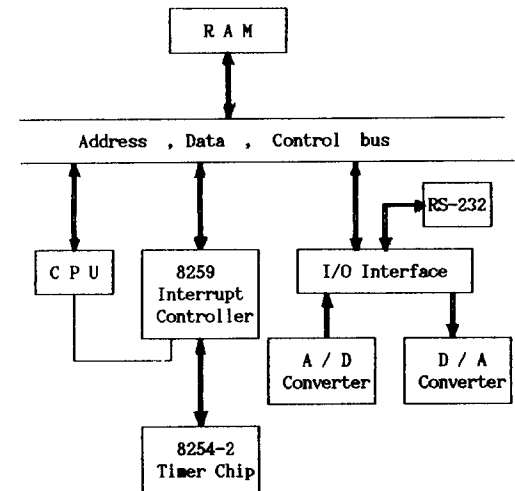 R A M
Address , Data , Control bus
RS-232
C P U
8259
Interrupt
Controller
I/O Interface
A / D
Converter
D / A
Converter
8254-2
Timer Chip